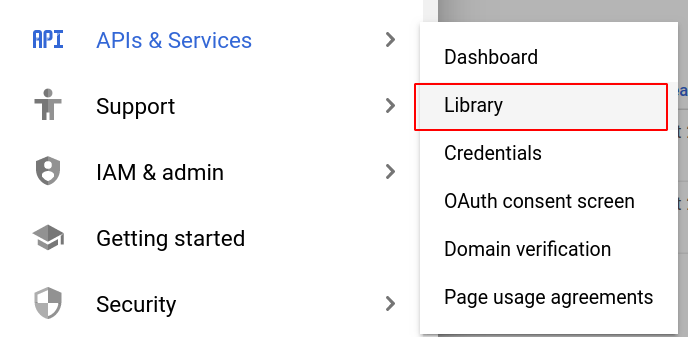 API
APIs & Services
Support
IAM & admin
Getting started
Security
Dashboard
Library
Credentials
OAuth consent screen
Domain verification
Page usage agreements